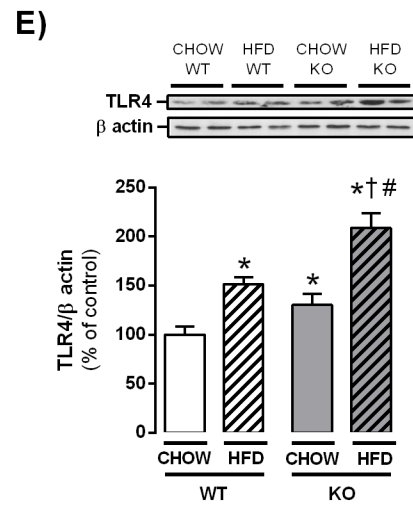 E)
CHOW HFD CHOW HFD
WT WT KO KO
TLR4
β actin
*†#
* *
TLR4/β actin
(% of control)
250
200
150
100
50
0
CHOW HFD CHOW HFD
WT KO